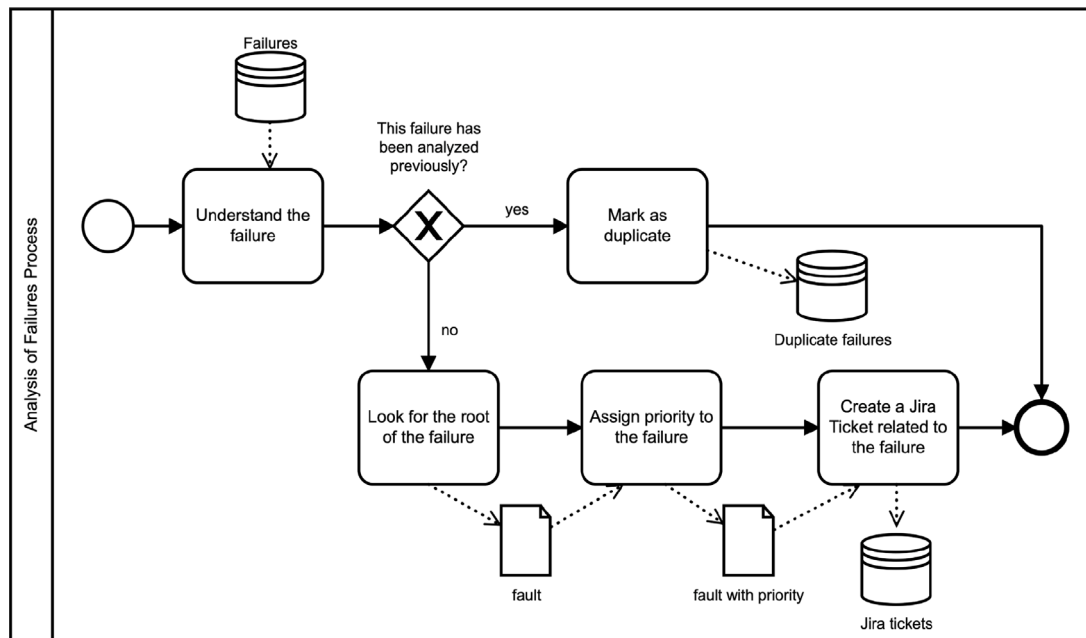 Analysis of Failures Process
Failures
This failure has
been analyzed
previously?
Understand the
failure
X
yes
Mark as
duplicate
Duplicate failures
no
Look for the root
of the failure
Assign priority to
the failure
Create a Jira
Ticket related to
the failure
fault
fault with priority
Jira tickets